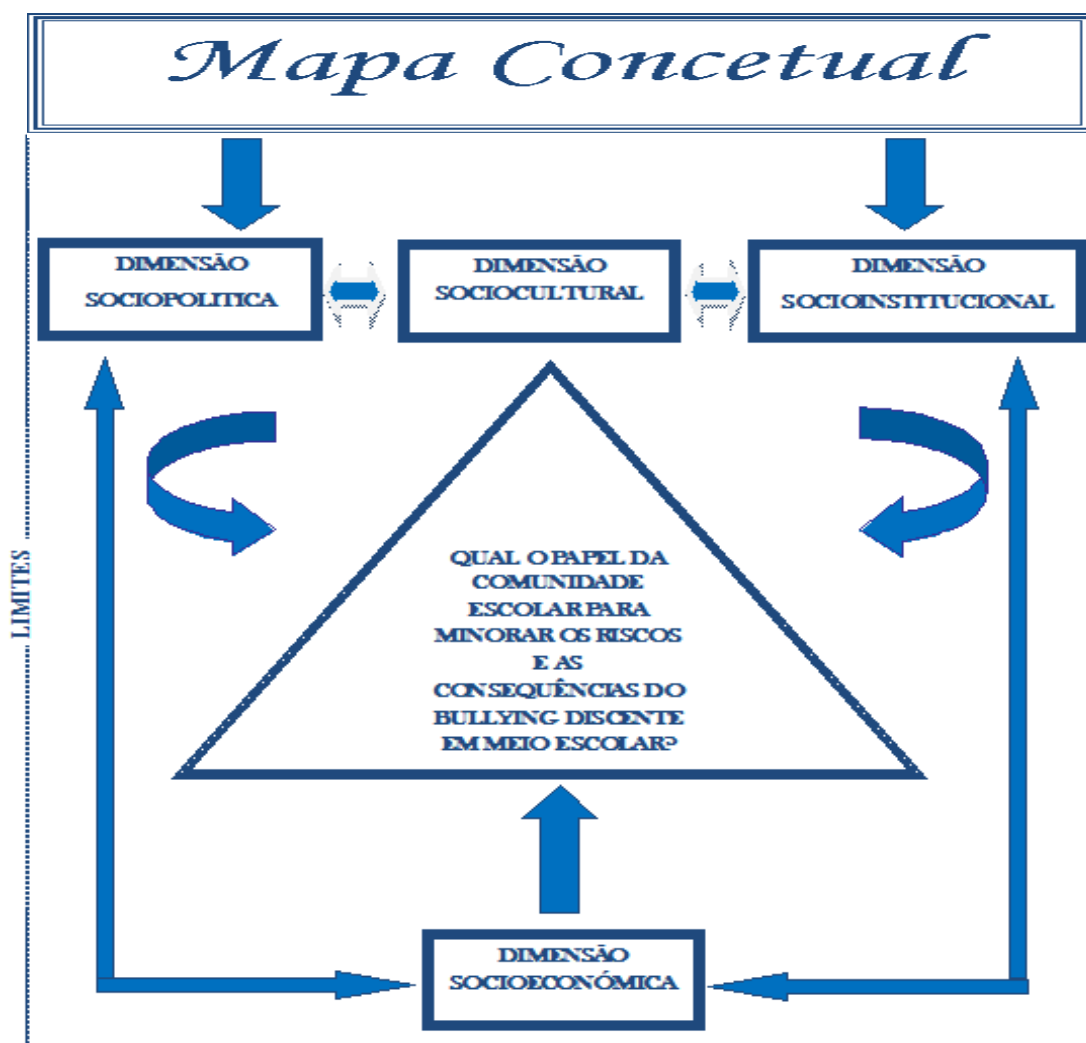 Mapa Concetual
DIMENSÃO
SOCIOPOLITICA
DIMENSÃO
SOCIOCULTURAL
DIMENSÃO
SOCIOINSTITUCIONAL
LIMITES
QUAL O PAPEL DA
COMUNIDADE
ESCOLAR PARA
MINORAR OS RISCOS
E AS
CONSEQUÊNCIAS DO
BULLYING DISCENTE
EM MEIO ESCOLAR?
DIMENSÃO
SOCIOECONÓMICA